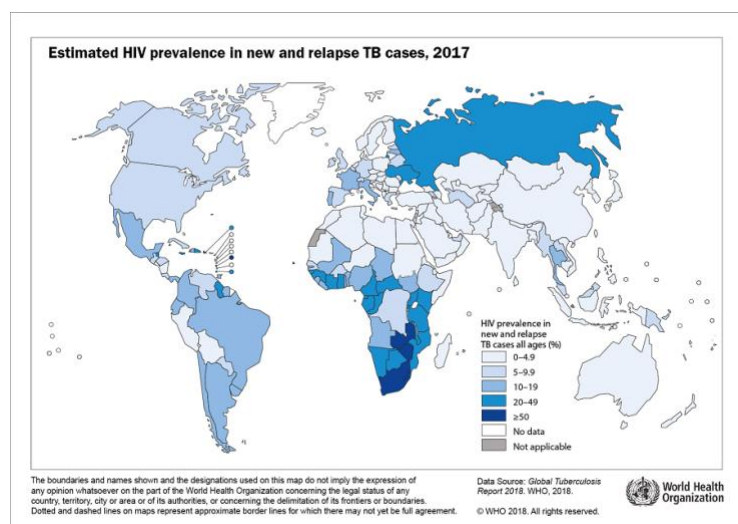 Estimated HIV prevalence in new and relapse TB cases, 2017
HIV prevalence in
new and relapse
TB cases all ages (%)
0–4.9
5–9.9
10–19
20–49
≥50
No data
Not applicable
The boundaries and names shown and the designations used on this map do not imply the expression of
any opinion whatsoever on the part of the World Health Organization concerning the legal status of any
country, territory, city or area or of its authorities, or concerning the delimitation of its frontiers or boundaries.
Dotted and dashed lines on maps represent approximate border lines for which there may not yet be full agreement.
Data Source: Global Tuberculosis
Report 2018. WHO, 2018.
© WHO 2018. All rights reserved.
World Health
Organization